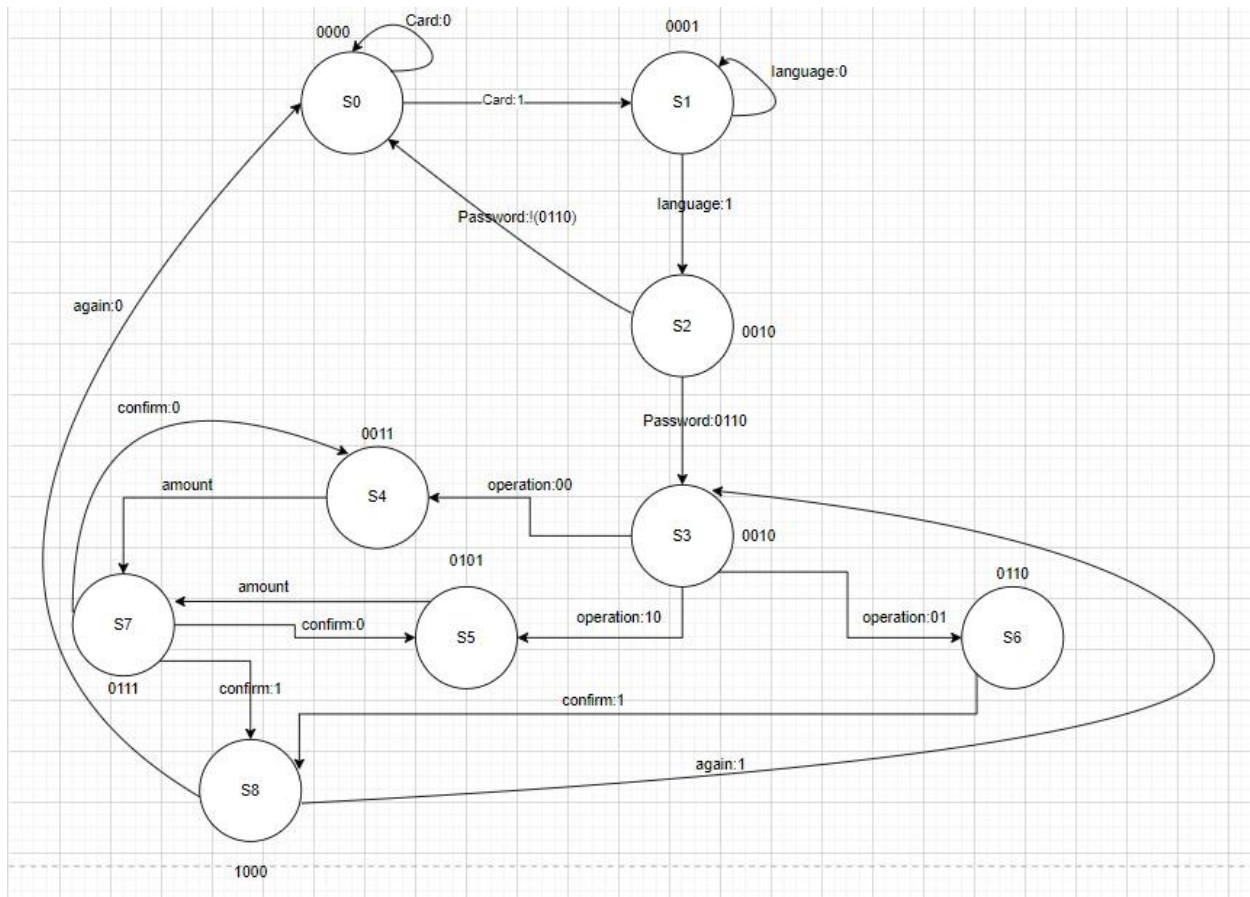 Card:0
0000
0001
language:0
S0
Card:1
S1
language:1
Password:!(0110)
again:0
S2
0010
confirm:0
Password:0110
0011
amount
S4
operation:00
S3
0010
0101
0110
amount
operation:10
operation:01
S7
confirm:0
S5
S6
0111
confirm:1
confirm:1
again:1
S8
1000